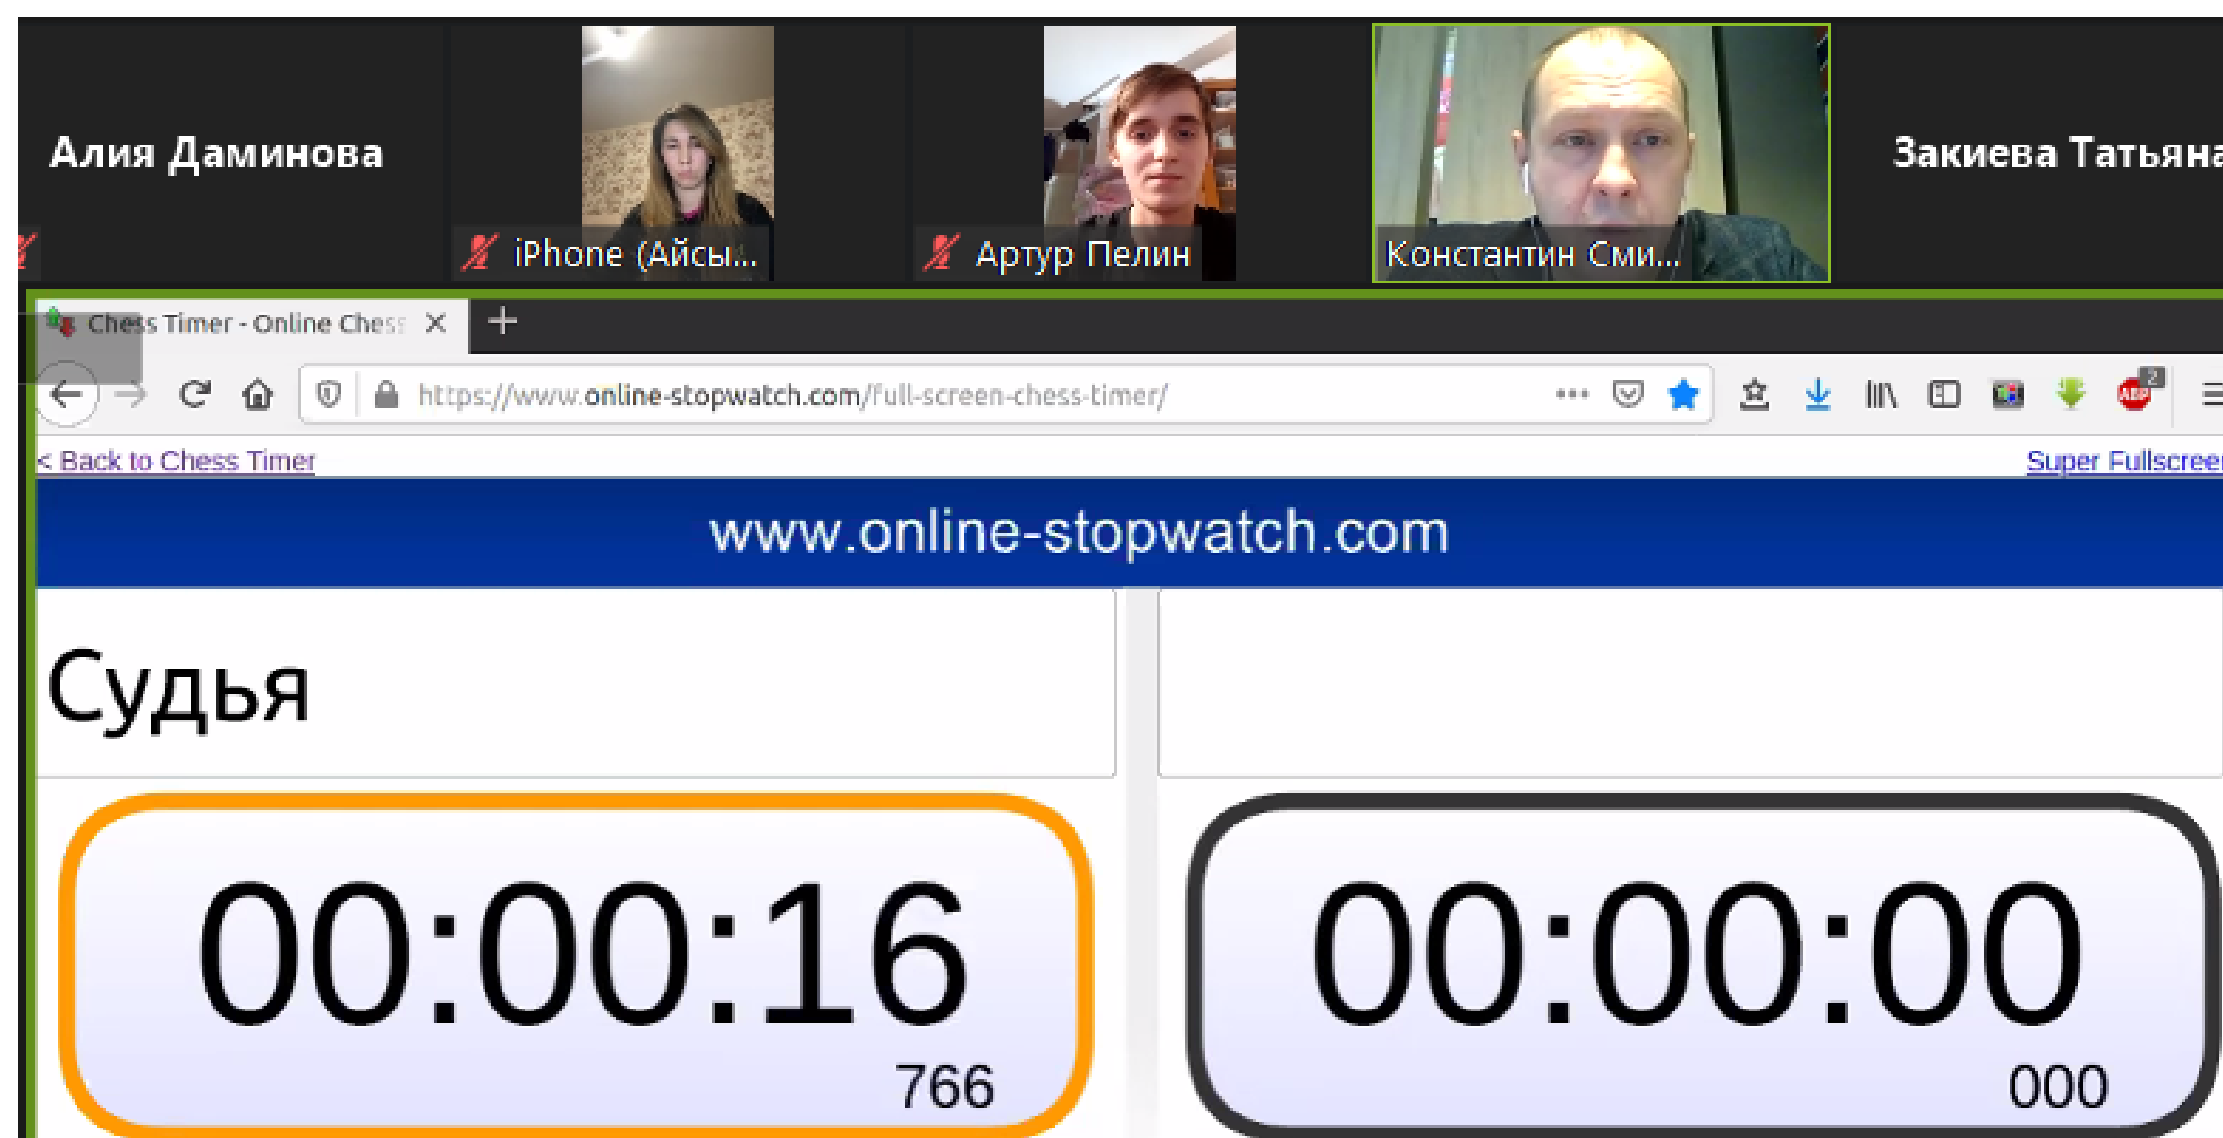 Алия Даминова
iPhone (Айсы...
Артур Пелин
Константин Сми...
Закиева Татьяна
Chess Timer - Online Chess
https://www.online-stopwatch.com/full-screen-chess-timer/
ABP
2
< Back to Chess Timer
Super Fullscreen
www.online-stopwatch.com
Судья
00:00:16
766
00:00:00
000